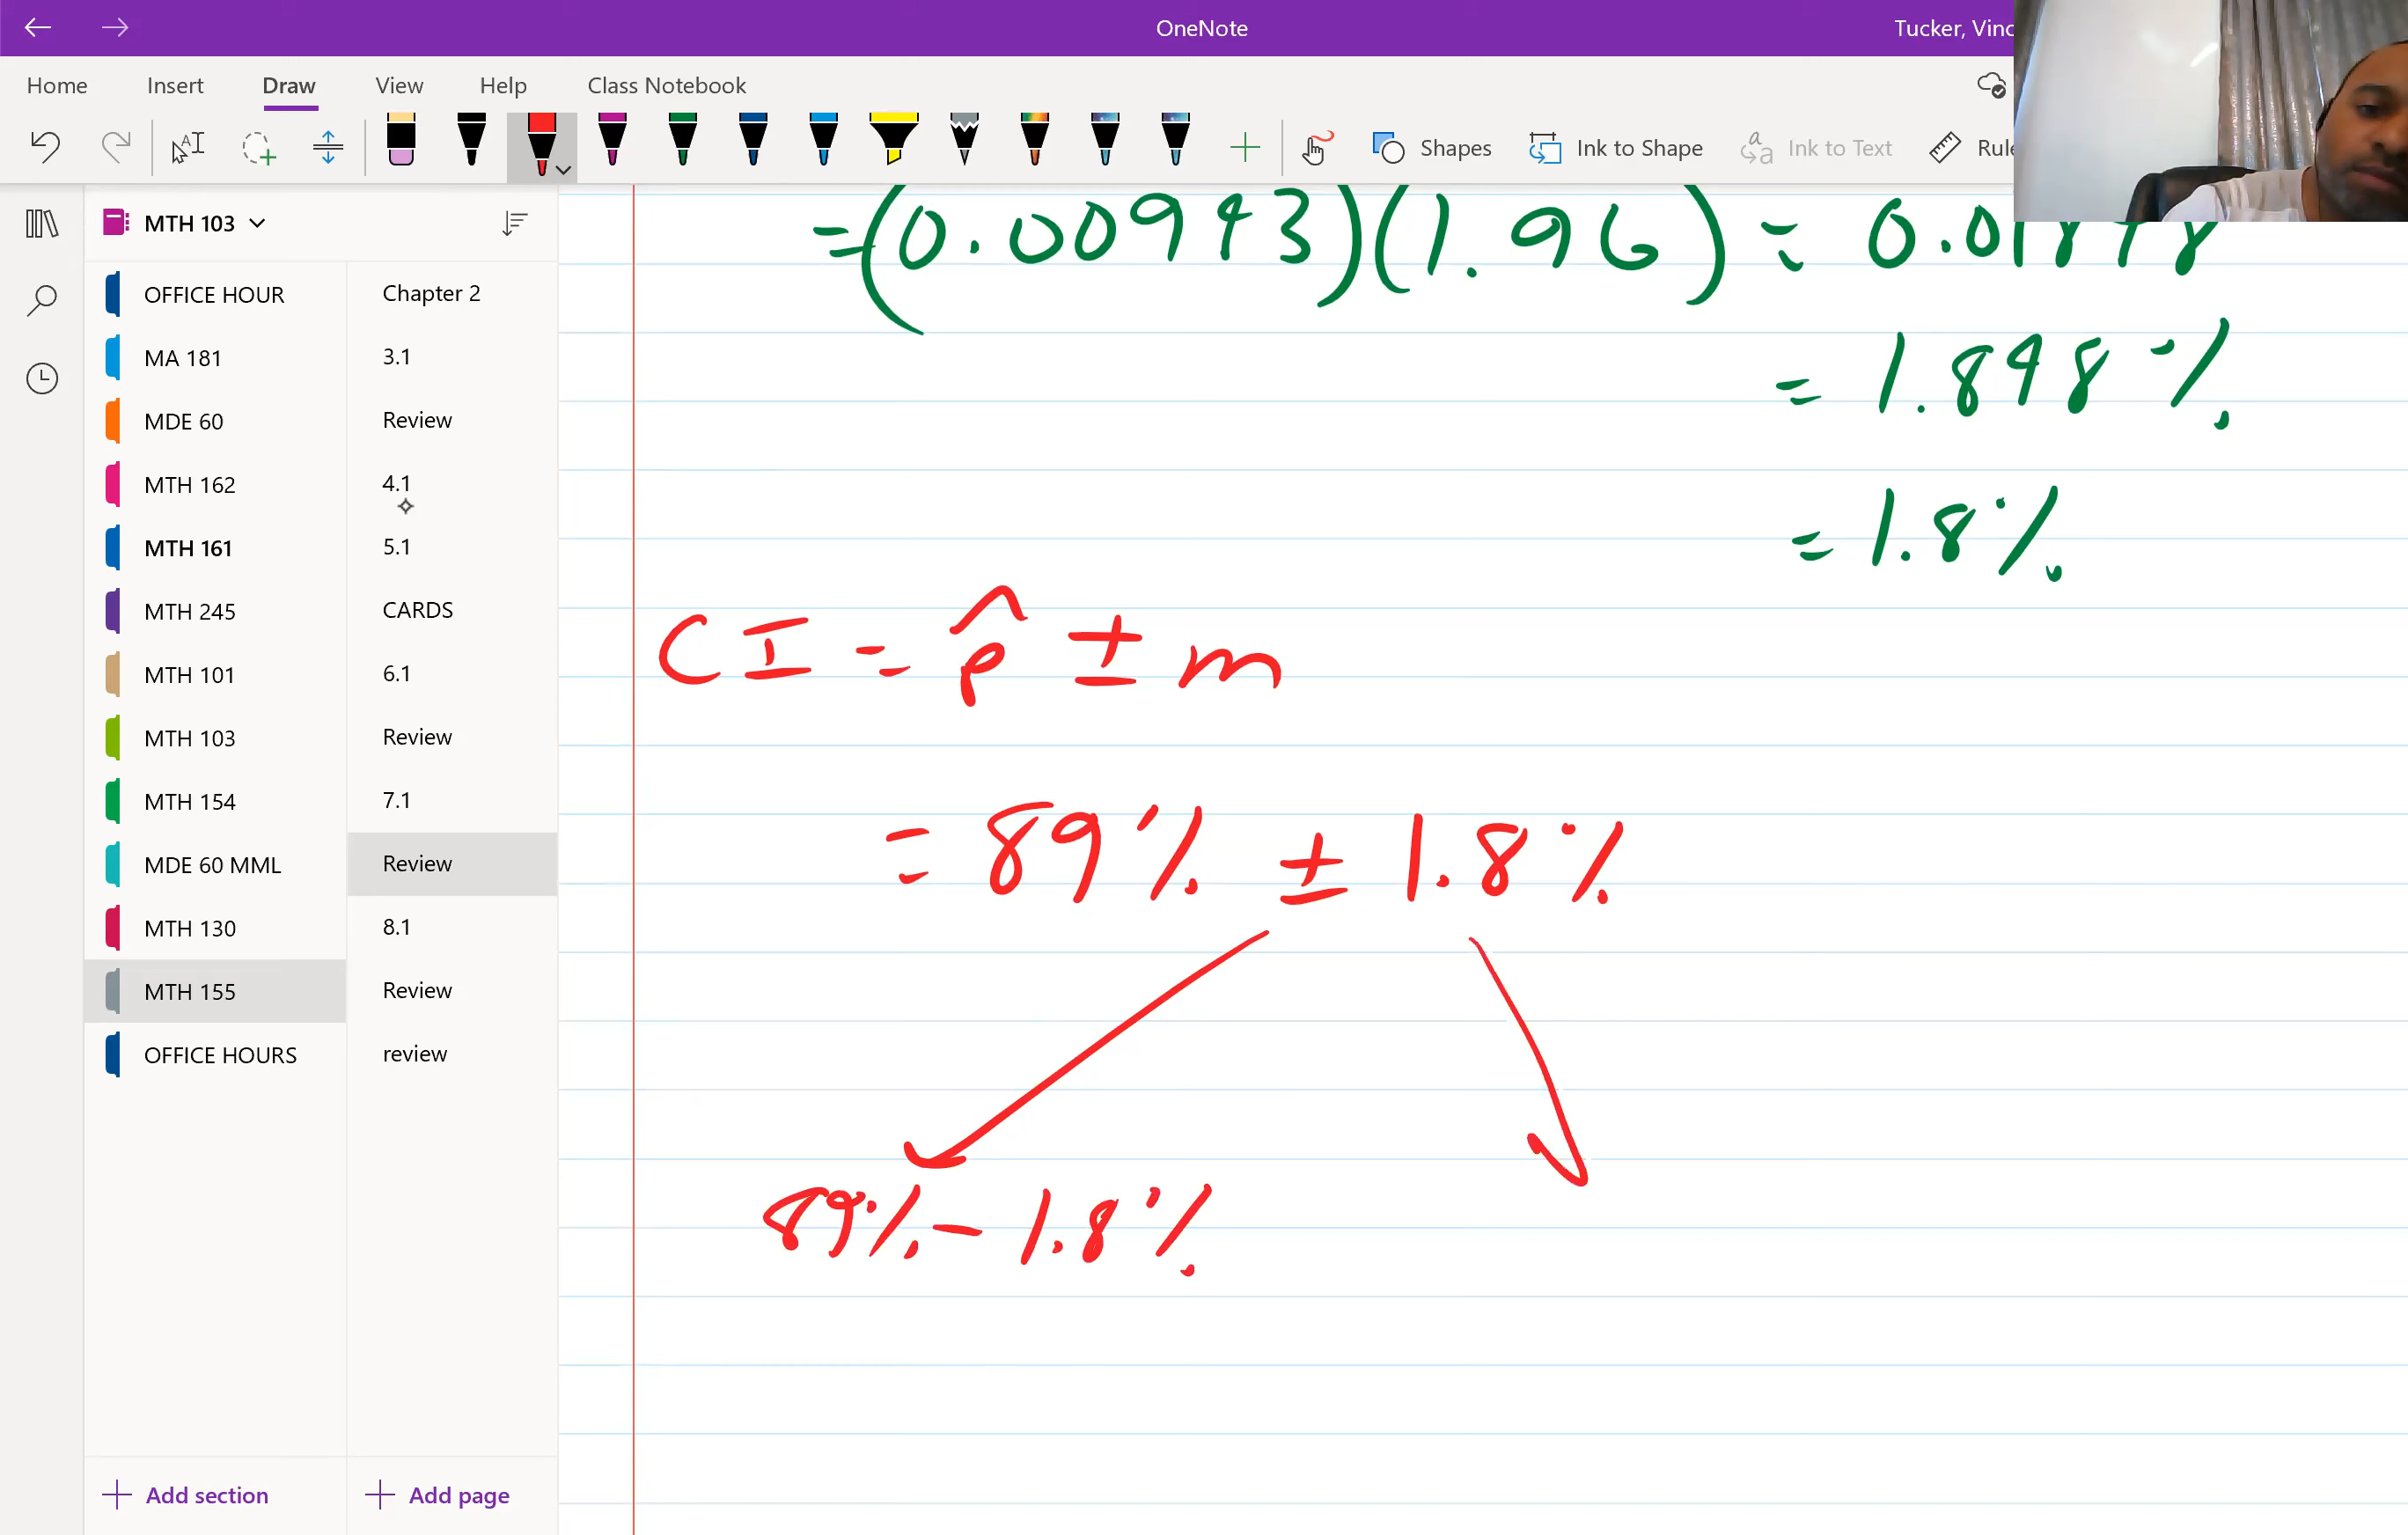 OneNote
Tucker, Vinc
Home Insert Draw View Help Class Notebook
Shapes Ink to Shape Ink to Text Rule
MTH 103
OFFICE HOUR
MA 181
MDE 60
MTH 162
MTH 161
MTH 245
MTH 101
MTH 103
MTH 154
MDE 60 MML
MTH 130
MTH 155
OFFICE HOURS
Add section
Chapter 2
3.1
Review
4.1
5.1
CARDS
6.1
Review
7.1
Review
8.1
Review
review
Add page
=(0.00943)(1.96) = 0.01848
= 1.848%
= 1.8%
CI = p̂ ± m
= 89% ± 1.8%
89% - 1.8%